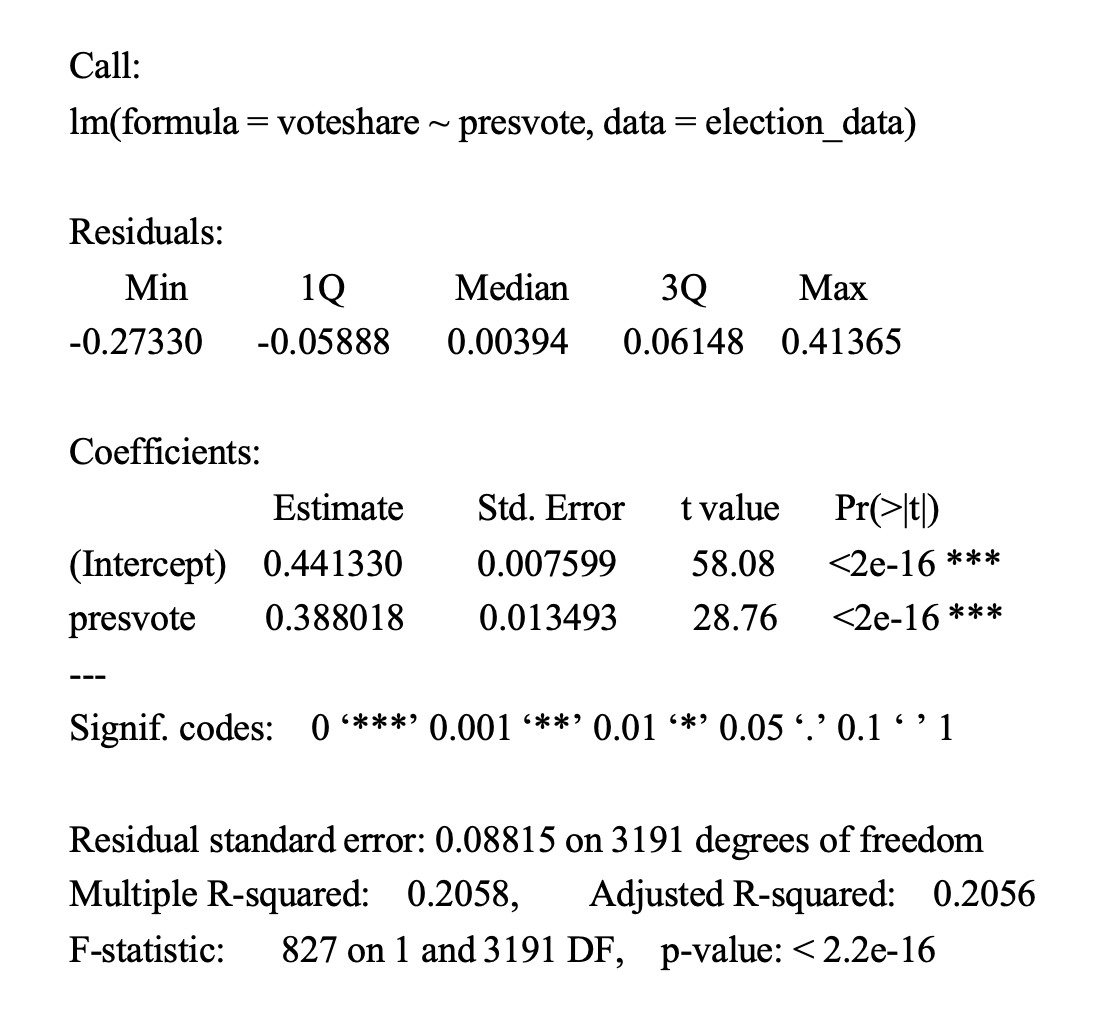 Call:
lm(formula = voteshare ~ presvote, data = election_data)
Residuals:
Min 1Q Median 3Q Max
-0.27330 -0.05888 0.00394 0.06148 0.41365
Coefficients:
Estimate Std. Error t value Pr(>|t|)
(Intercept) 0.441330 0.007599 58.08 <2e-16 ***
presvote 0.388018 0.013493 28.76 <2e-16 ***
---
Signif. codes: 0 ‘***’ 0.001 ‘**’ 0.01 ‘*’ 0.05 ‘.’ 0.1 ‘ ’ 1
Residual standard error: 0.08815 on 3191 degrees of freedom
Multiple R-squared: 0.2058, Adjusted R-squared: 0.2056
F-statistic: 827 on 1 and 3191 DF, p-value: < 2.2e-16